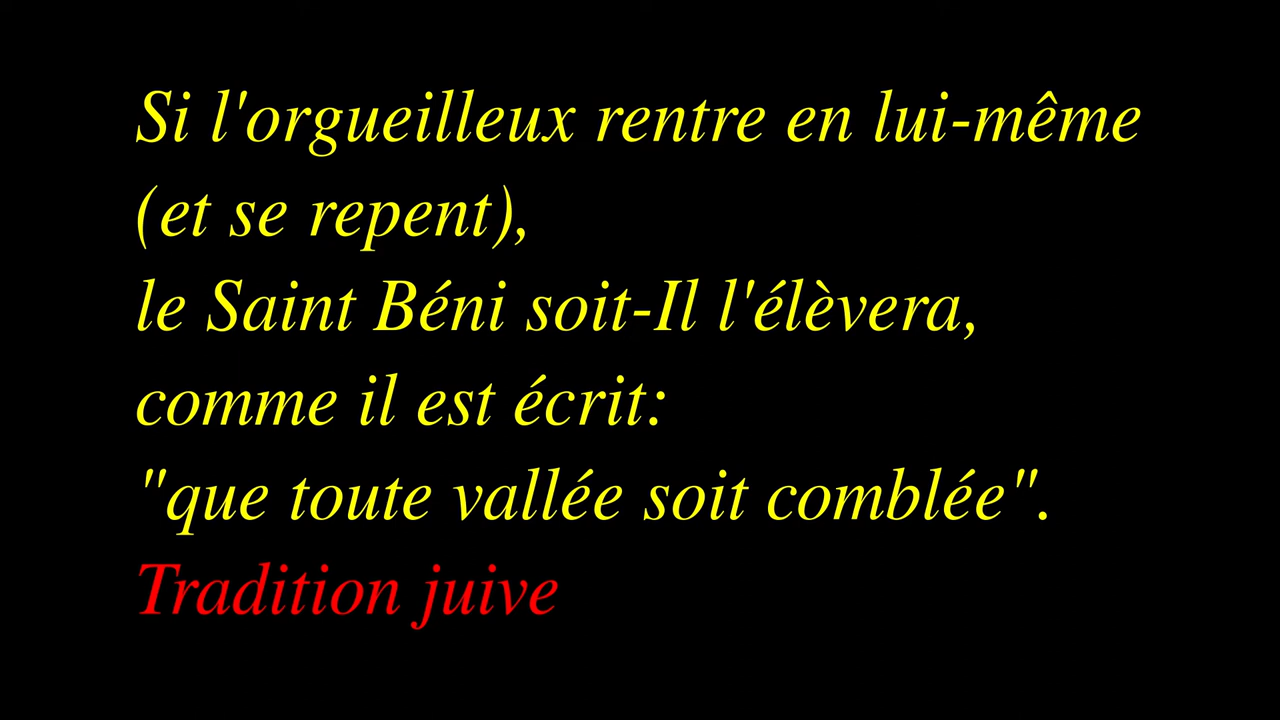 Si l'orgueilleux rentre en lui-même
(et se repent),
le Saint Béni soit-Il l'élèvera,
comme il est écrit:
"que toute vallée soit comblée".
Tradition juive